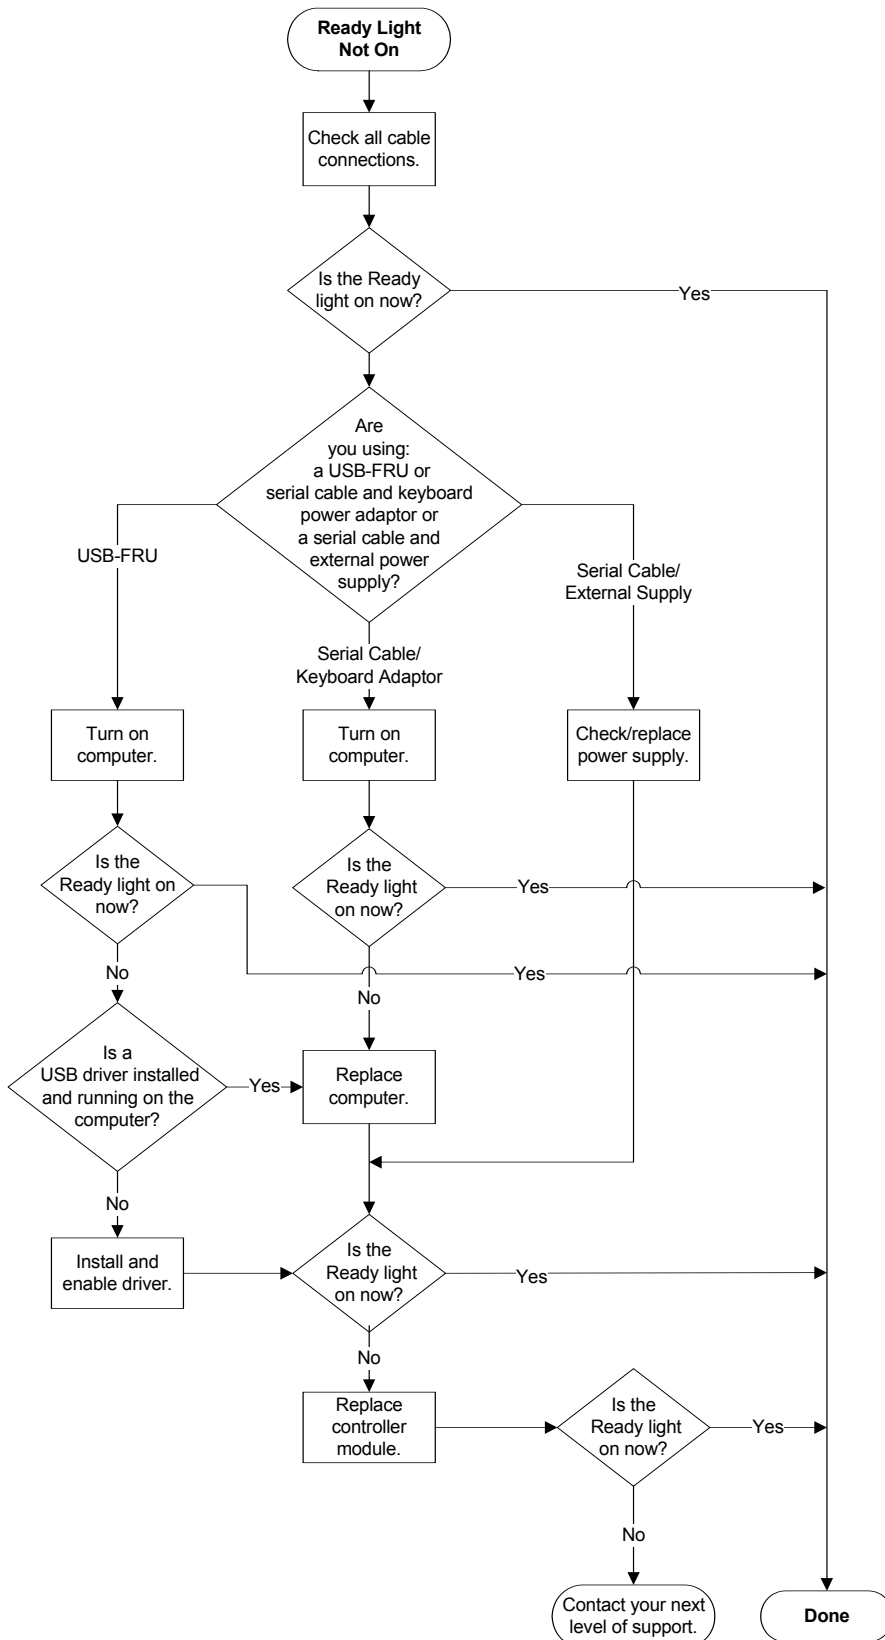 Ready Light
Not On
Check all cable
connections.
Is the Ready
light on now?
Yes
Are
you using:
a USB-FRU or
serial cable and keyboard
power adaptor or
a serial cable and
external power
supply?
USB-FRU
Serial Cable/
External Supply
Serial Cable/
Keyboard Adaptor
Turn on
computer.
Turn on
computer.
Check/replace
power supply.
Is the
Ready light on
now?
Is the
Ready light
on now?
Yes
No
Yes
No
Is a
USB driver installed
and running on the
computer?
Yes
Replace
computer.
No
Install and
enable driver.
Is the
Ready light
on now?
Yes
No
Replace
controller
module.
Is the
Ready light
on now?
Yes
No
Contact your next
level of support.
Done